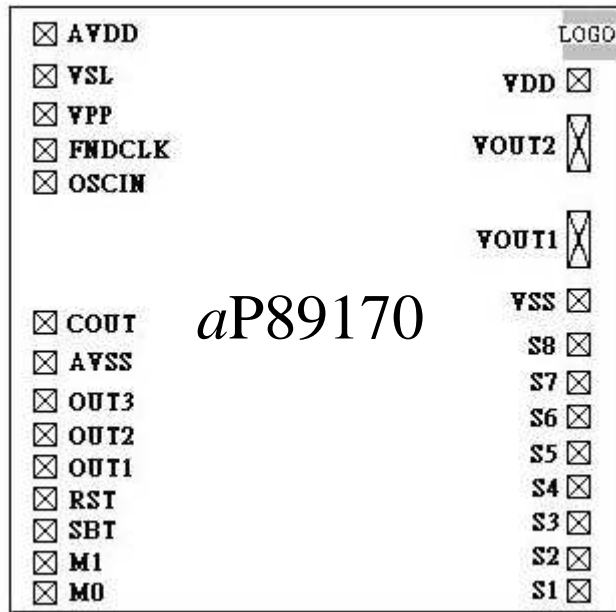 AVDD
VSL
VPP
FNDCLK
OSCIN
COUT
AVSS
OUT3
OUT2
OUT1
RST
SBT
M1
M0
aP89170
LOGO
VDD
VOUT2
VOUT1
VSS
S8
S7
S6
S5
S4
S3
S2
S1